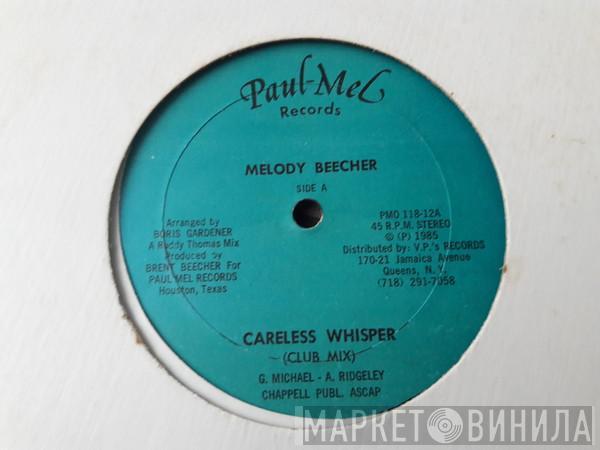 Paul-Mel
Records
MELODY BEECHER
SIDE A
Arranged by
BORIS GARDENER
A Ruddy Thomas Mix
Produced by
BRENT BEECHER For
PAUL MEL RECORDS
Houston, Texas
PMO 118-12A
45 R.P.M. STEREO
© (P) 1985
Distributed by: V.P.'s RECORDS
170-21 Jamaica Avenue
Queens, N.Y.
(718) 291-7058
CARELESS WHISPER
(CLUB MIX)
G. MICHAEL - A. RIDGELEY
CHAPPELL PUBL. ASCAP
МАРКЕТ ВИНИЛА